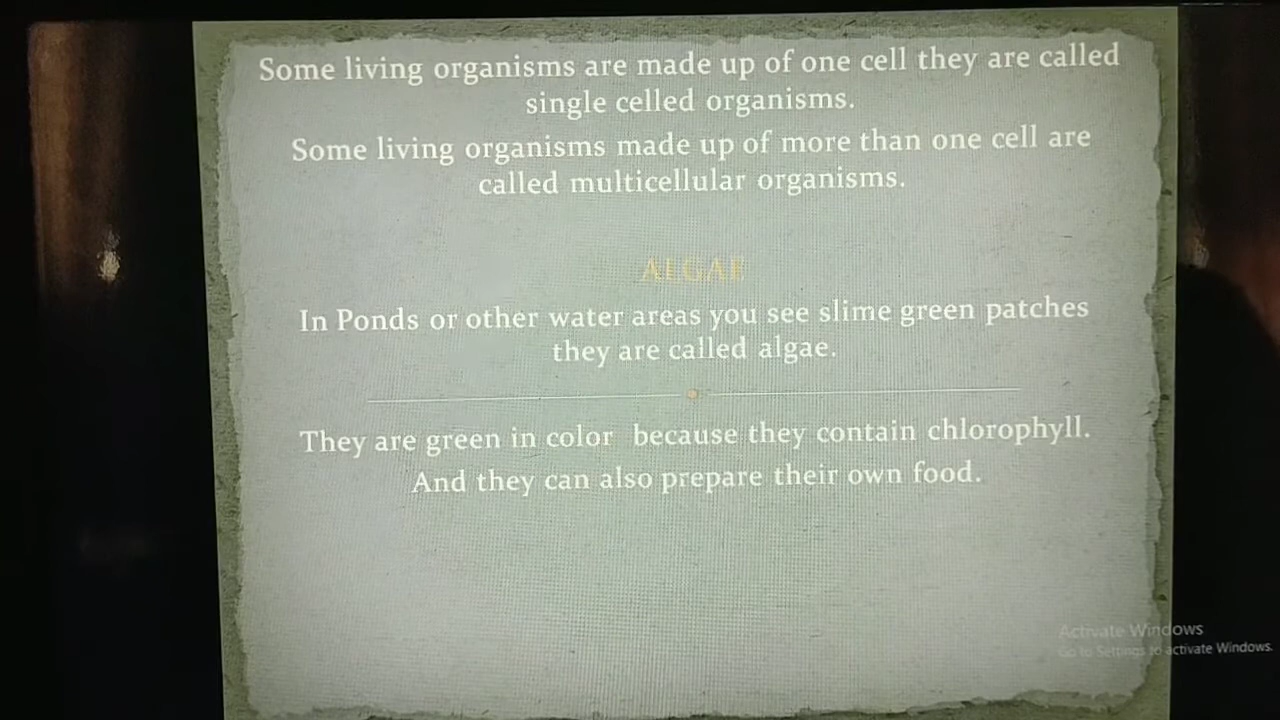 Some living organisms are made up of one cell they are called
single celled organisms.
Some living organisms made up of more than one cell are
called multicellular organisms.
ALGAE
In Ponds or other water areas you see slime green patches
they are called algae.
They are green in color because they contain chlorophyll.
And they can also prepare their own food.
Activate Windows
Go to Settings to activate Windows.